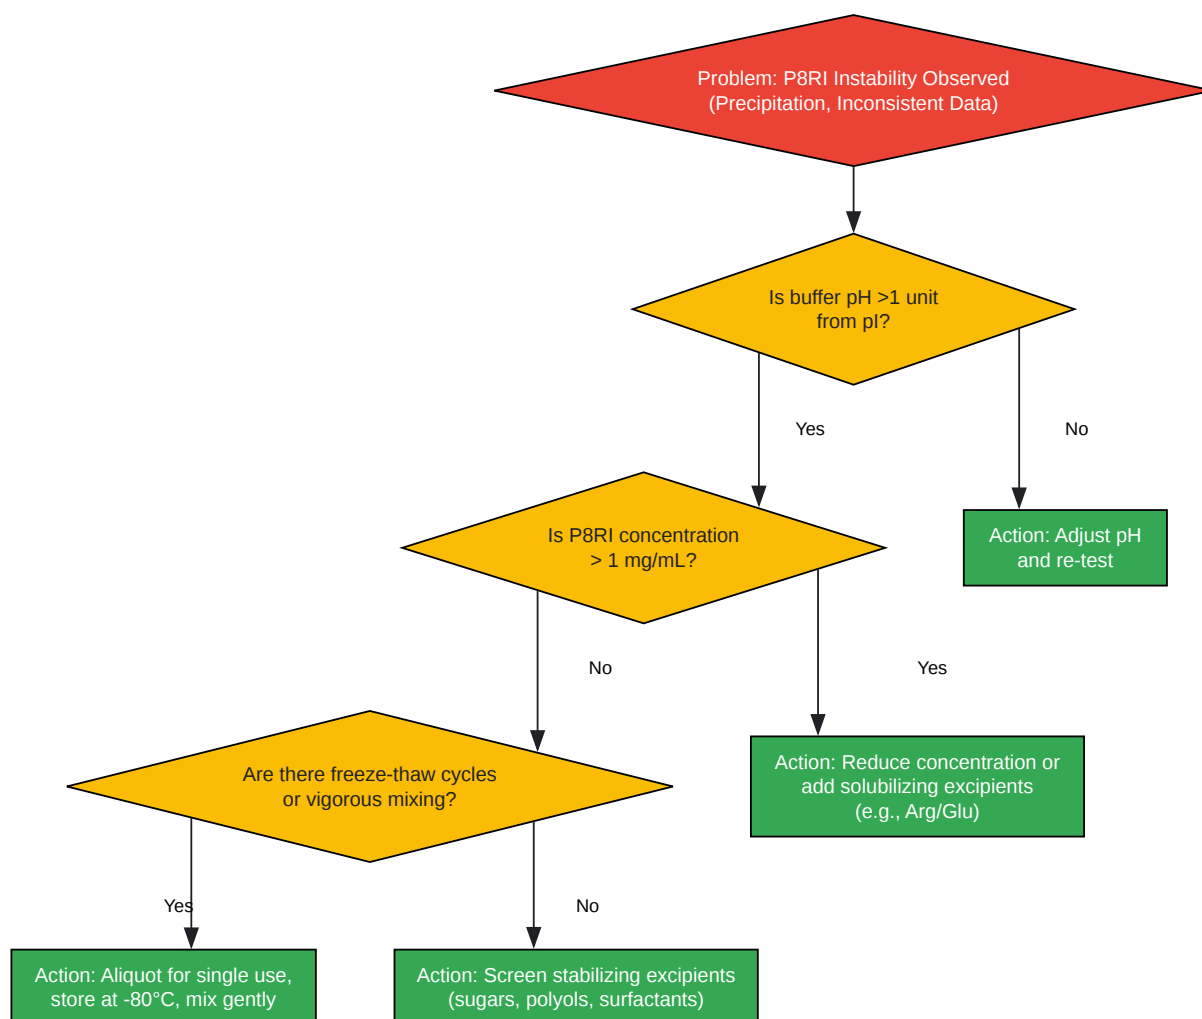 Problem: P8RI Instability Observed
(Precipitation, Inconsistent Data)
Is buffer pH >1 unit
from pI?
Yes
No
Is P8RI concentration
> 1 mg/mL?
Action: Adjust pH
and re-test
No
Yes
Are there freeze-thaw cycles
or vigorous mixing?
Action: Reduce concentration or
add solubilizing excipients
(e.g., Arg/Glu)
Yes
No
Action: Aliquot for single use,
store at -80°C, mix gently
Action: Screen stabilizing excipients
(sugars, polyols, surfactants)